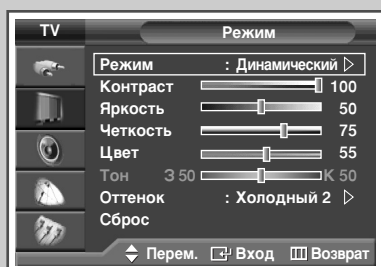 TV Режим
Режим : Динамический
Контраст 100
Яркость 50
Четкость 75
Цвет 55
Тон З 50 К 50
Оттенок : Холодный 2
Сброс
Перем. Вход Возврат